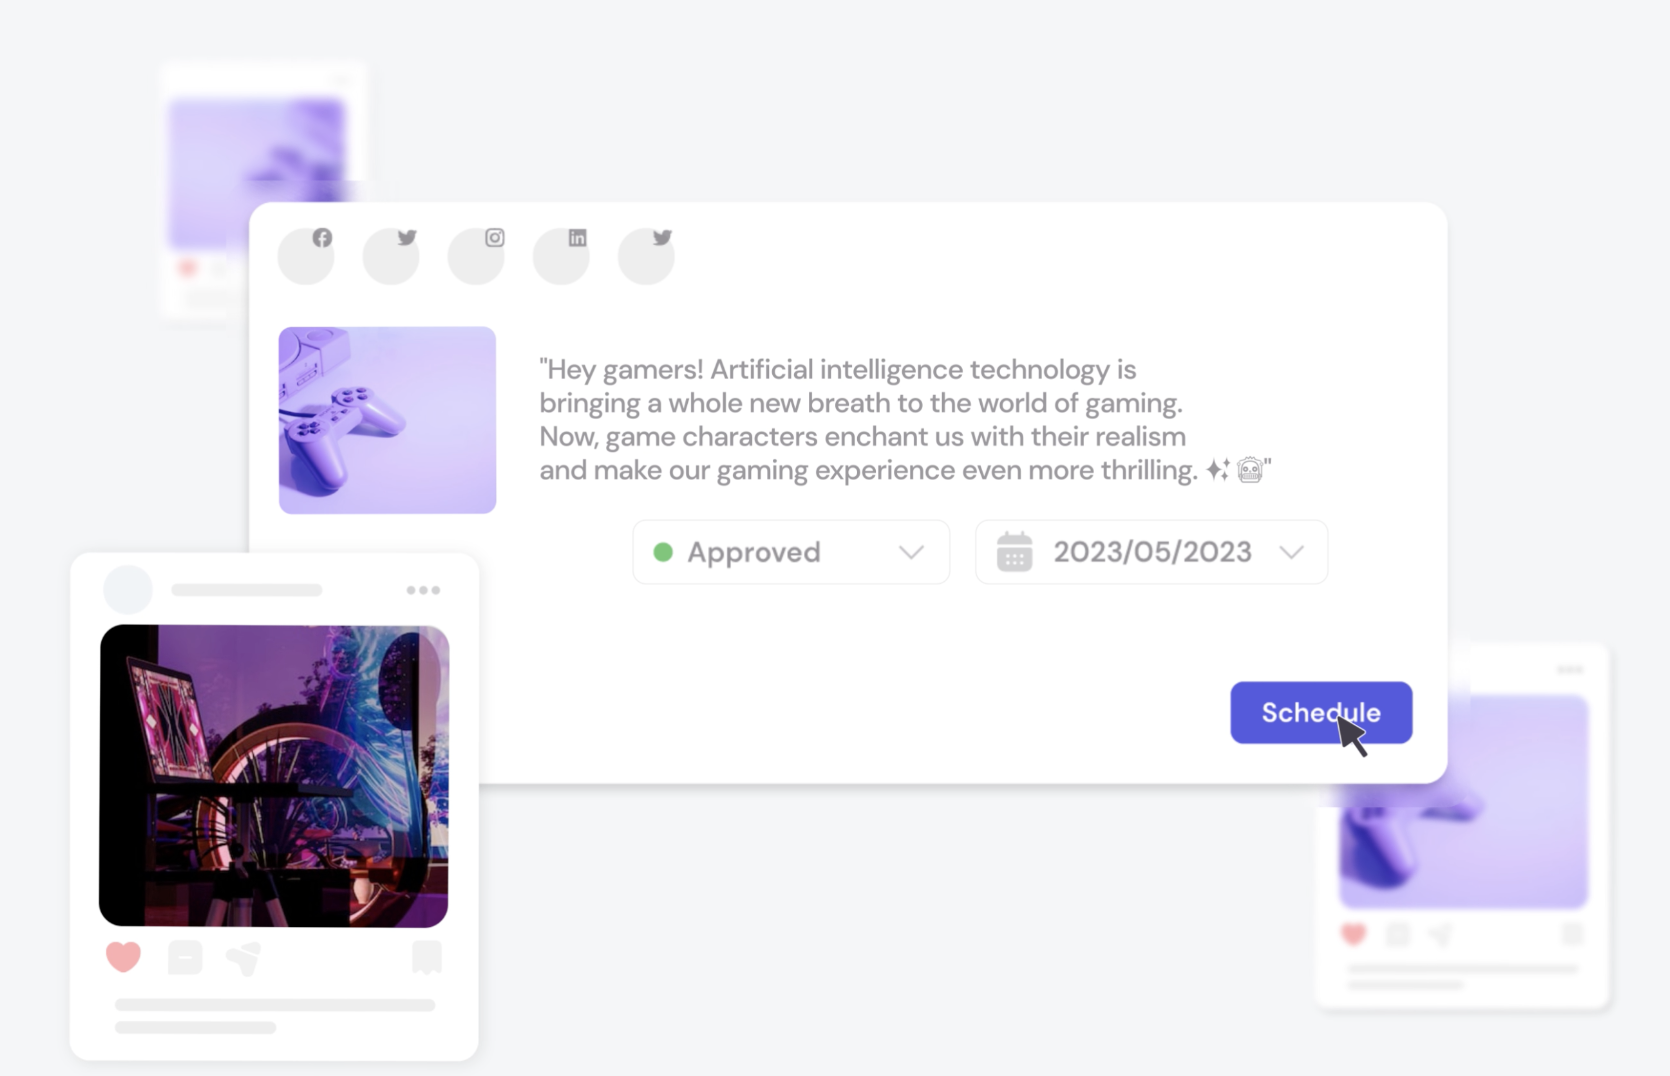 "Hey gamers! Artificial intelligence technology is
bringing a whole new breath to the world of gaming.
Now, game characters enchant us with their realism
and make our gaming experience even more thrilling. ✨🤖"
Approved
2023/05/2023
Schedule